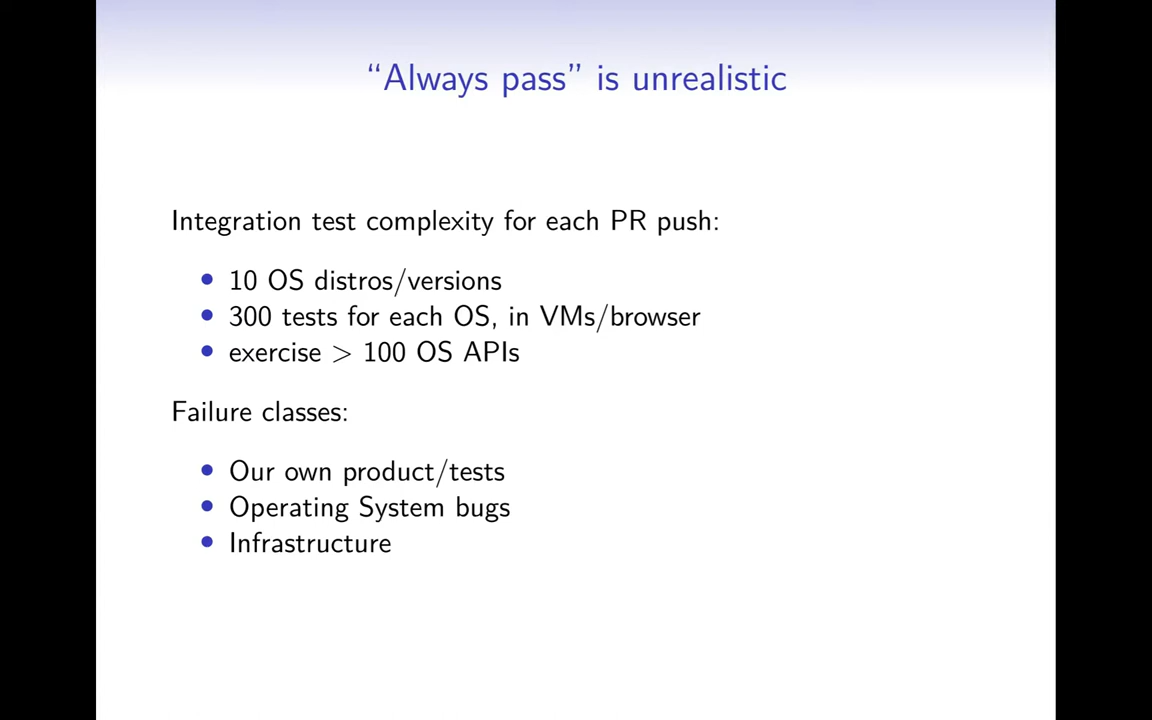 “Always pass” is unrealistic
Integration test complexity for each PR push:
• 10 OS distros/versions
• 300 tests for each OS, in VMs/browser
• exercise > 100 OS APIs
Failure classes:
• Our own product/tests
• Operating System bugs
• Infrastructure